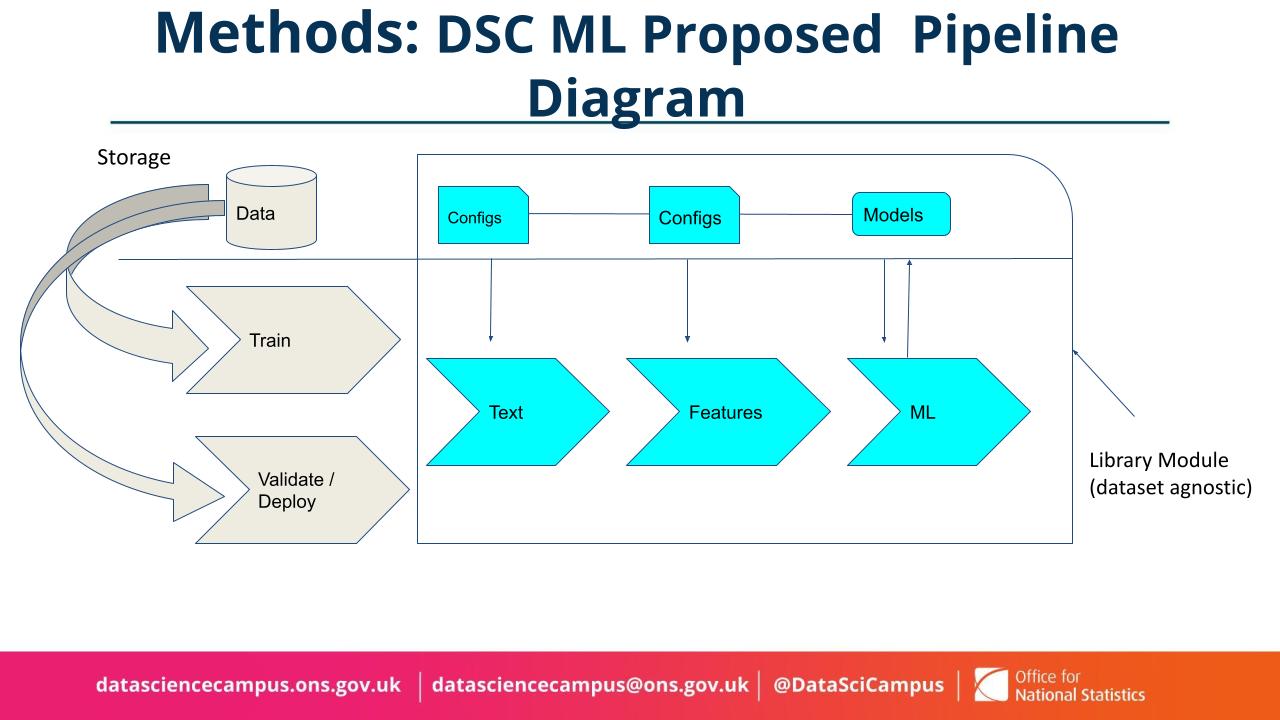 Methods: DSC ML Proposed  Pipeline
Diagram
Storage
Data
Configs
Configs
Models
Train
Text
Features
ML
Validate /
Deploy
Library Module
(dataset agnostic)
datasciencecampus.ons.gov.uk
datasciencecampus@ons.gov.uk
@DataSciCampus
Office for
National Statistics